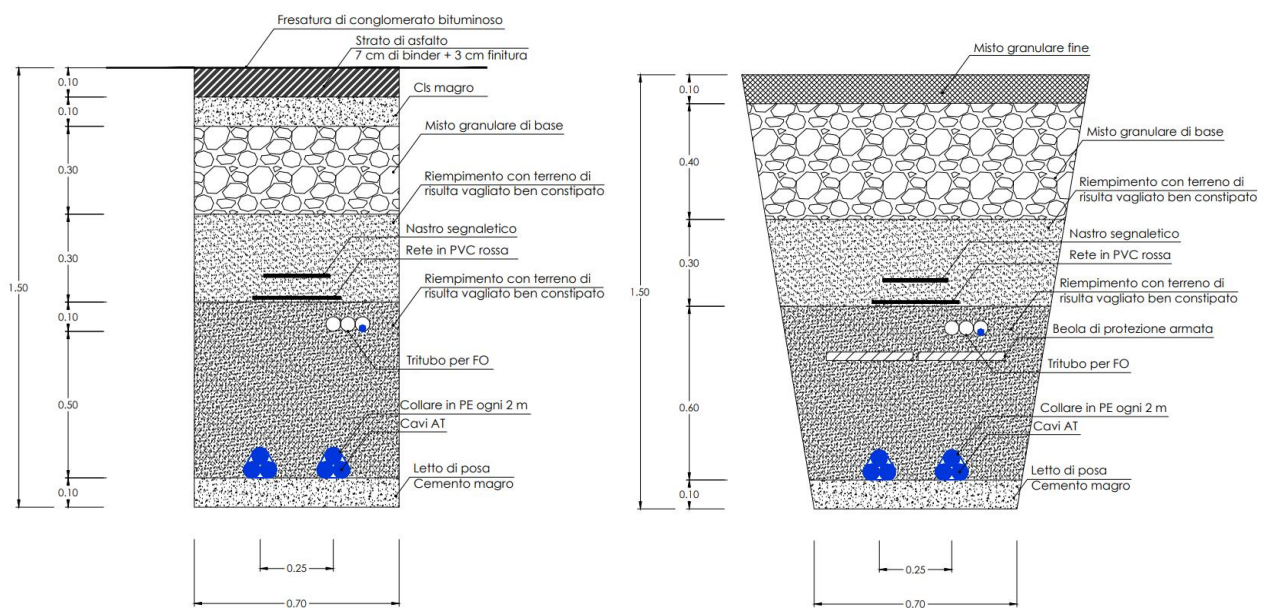 Fresatura di conglomerato bituminoso
Strato di asfalto
7 cm di binder + 3 cm finitura
Cls magro
Misto granulare di base
Riempimento con terreno di
risulta vagliato ben constipato
Nastro segnaletico
Rete in PVC rossa
Riempimento con terreno di
risulta vagliato ben constipato
Tritubo per FO
Collare in PE ogni 2 m
Cavi AT
Letto di posa
Cemento magro
0.10
0.10
0.30
0.30
0.10
0.50
0.10
1.50
0.25
0.70
Misto granulare fine
Misto granulare di base
Riempimento con terreno di
risulta vagliato ben constipato
Nastro segnaletico
Rete in PVC rossa
Riempimento con terreno di
risulta vagliato ben constipato
Beola di protezione armata
Tritubo per FO
Collare in PE ogni 2 m
Cavi AT
Letto di posa
Cemento magro
0.10
0.40
0.30
0.60
0.10
1.50
0.25
0.70